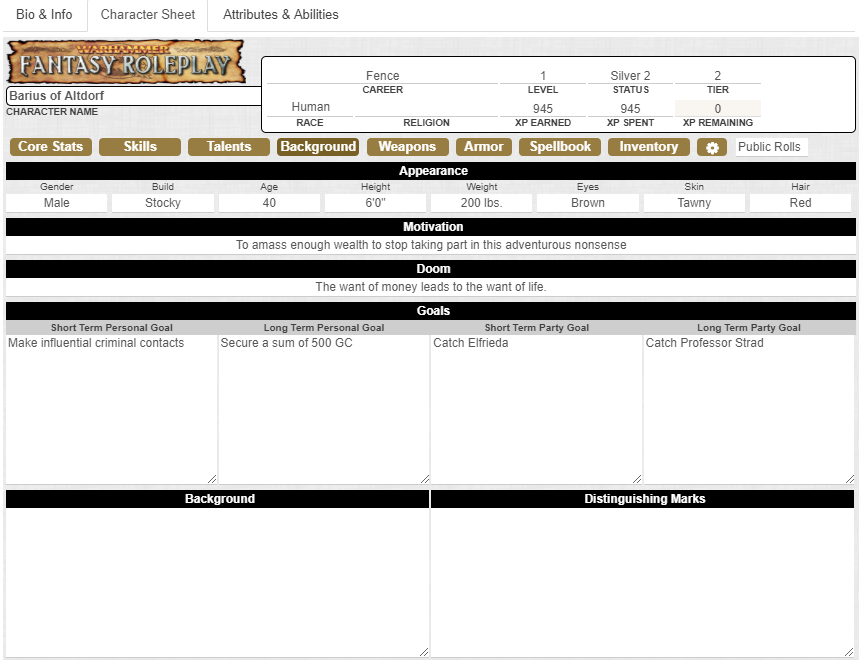 Bio & Info Character Sheet Attributes & Abilities
WARHAMMER
FANTASY ROLEPLAY
Barius of Altdorf
CHARACTER NAME
Fence 1 Silver 2 2
CAREER LEVEL STATUS TIER
Human 945 945 0
RACE RELIGION XP EARNED XP SPENT XP REMAINING
Core Stats Skills Talents Background Weapons Armor Spellbook Inventory Public Rolls
Appearance
Gender Build Age Height Weight Eyes Skin Hair
Male Stocky 40 6'0" 200 lbs. Brown Tawny Red
Motivation
To amass enough wealth to stop taking part in this adventurous nonsense
Doom
The want of money leads to the want of life.
Goals
Short Term Personal Goal Long Term Personal Goal Short Term Party Goal Long Term Party Goal
Make influential criminal contacts Secure a sum of 500 GC Catch Elfrieda Catch Professor Strad
Background Distinguishing Marks